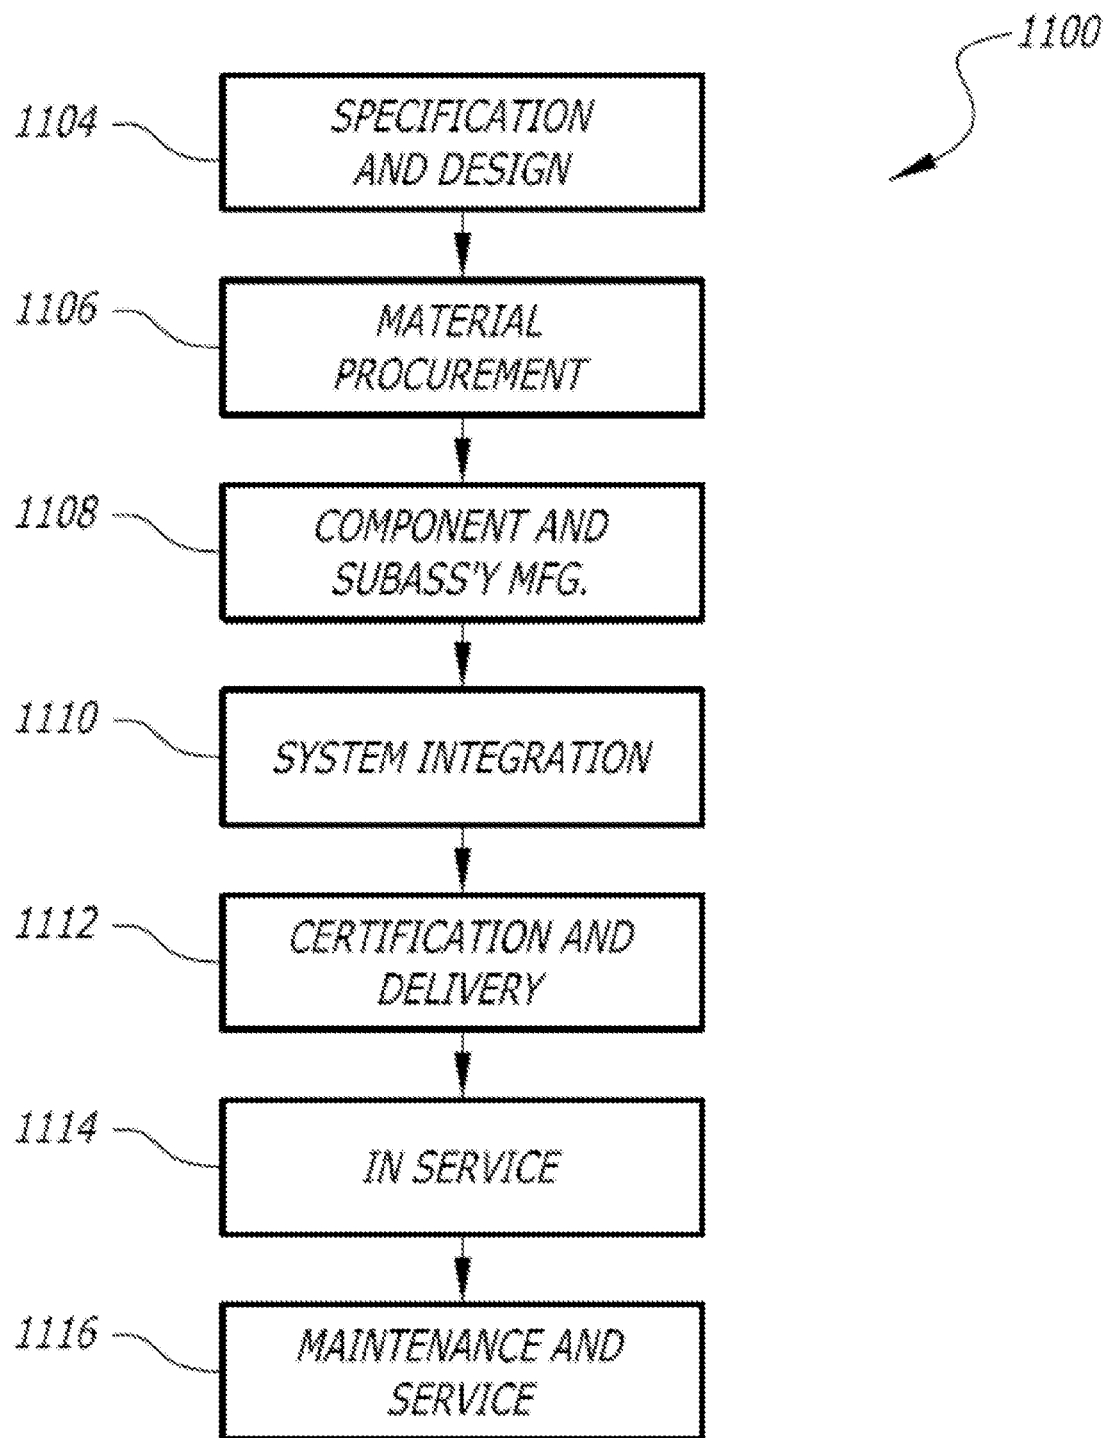 1100
1104
SPECIFICATION
AND DESIGN
1106
MATERIAL
PROCUREMENT
1108
COMPONENT AND
SUBASS'Y MFG.
1110
SYSTEM INTEGRATION
1112
CERTIFICATION AND
DELIVERY
1114
IN SERVICE
1116
MAINTENANCE AND
SERVICE